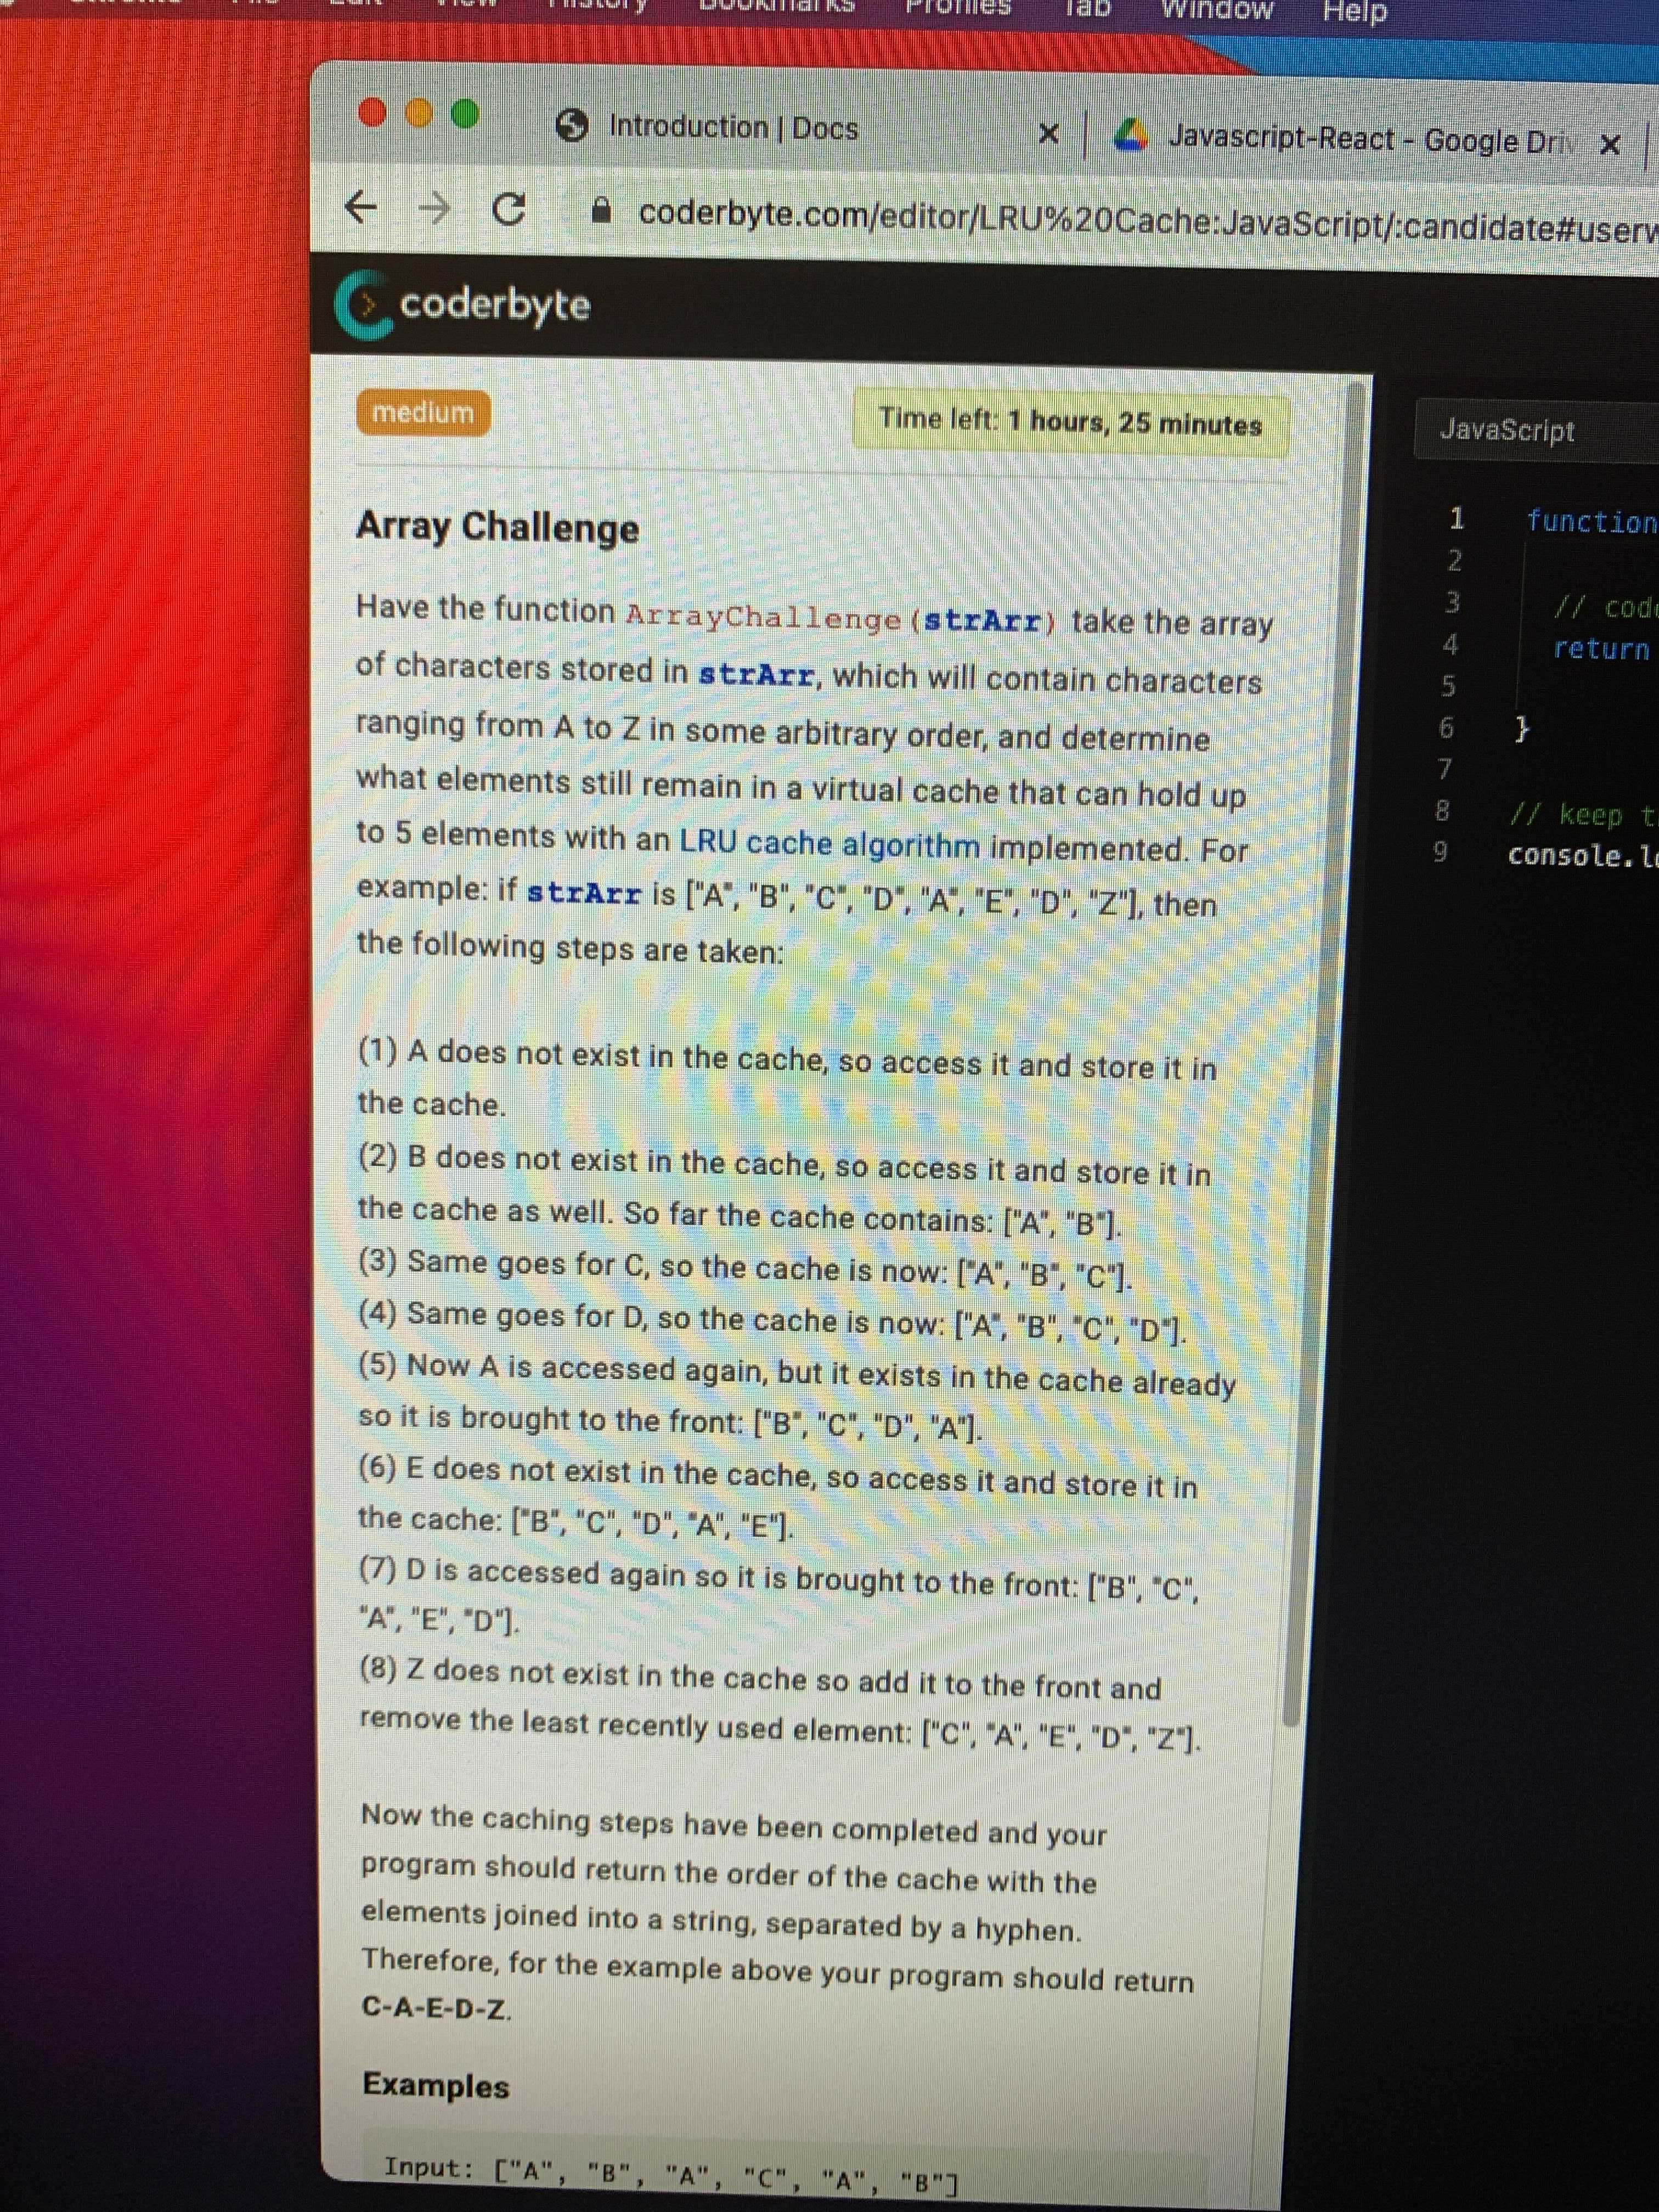 History Bookmarks Profiles Tab Window Help
Introduction | Docs
Javascript-React - Google Driv
coderbyte.com/editor/LRU%20Cache:JavaScript/:candidate#userw
coderbyte
medium
Time left: 1 hours, 25 minutes
Array Challenge
Have the function ArrayChallenge(strArr) take the array
of characters stored in strArr, which will contain characters
ranging from A to Z in some arbitrary order, and determine
what elements still remain in a virtual cache that can hold up
to 5 elements with an LRU cache algorithm implemented. For
example: if strArr is ["A", "B", "C", "D", "A", "E", "D", "Z"], then
the following steps are taken:
(1) A does not exist in the cache, so access it and store it in
the cache.
(2) B does not exist in the cache, so access it and store it in
the cache as well. So far the cache contains: ["A", "B"].
(3) Same goes for C, so the cache is now: ["A", "B", "C"].
(4) Same goes for D, so the cache is now: ["A", "B", "C", "D"].
(5) Now A is accessed again, but it exists in the cache already
so it is brought to the front: ["B", "C", "D", "A"].
(6) E does not exist in the cache, so access it and store it in
the cache: ["B", "C", "D", "A", "E"].
(7) D is accessed again so it is brought to the front: ["B", "C",
"A", "E", "D"].
(8) Z does not exist in the cache so add it to the front and
remove the least recently used element: ["C", "A", "E", "D", "Z"].
Now the caching steps have been completed and your
program should return the order of the cache with the
elements joined into a string, separated by a hyphen.
Therefore, for the example above your program should return
C-A-E-D-Z.
Examples
Input: ["A", "B", "A", "C", "A", "B"]
JavaScript
1 function
2
3 // code
4 return
5
6 }
7
8 // keep t
9 console.lo